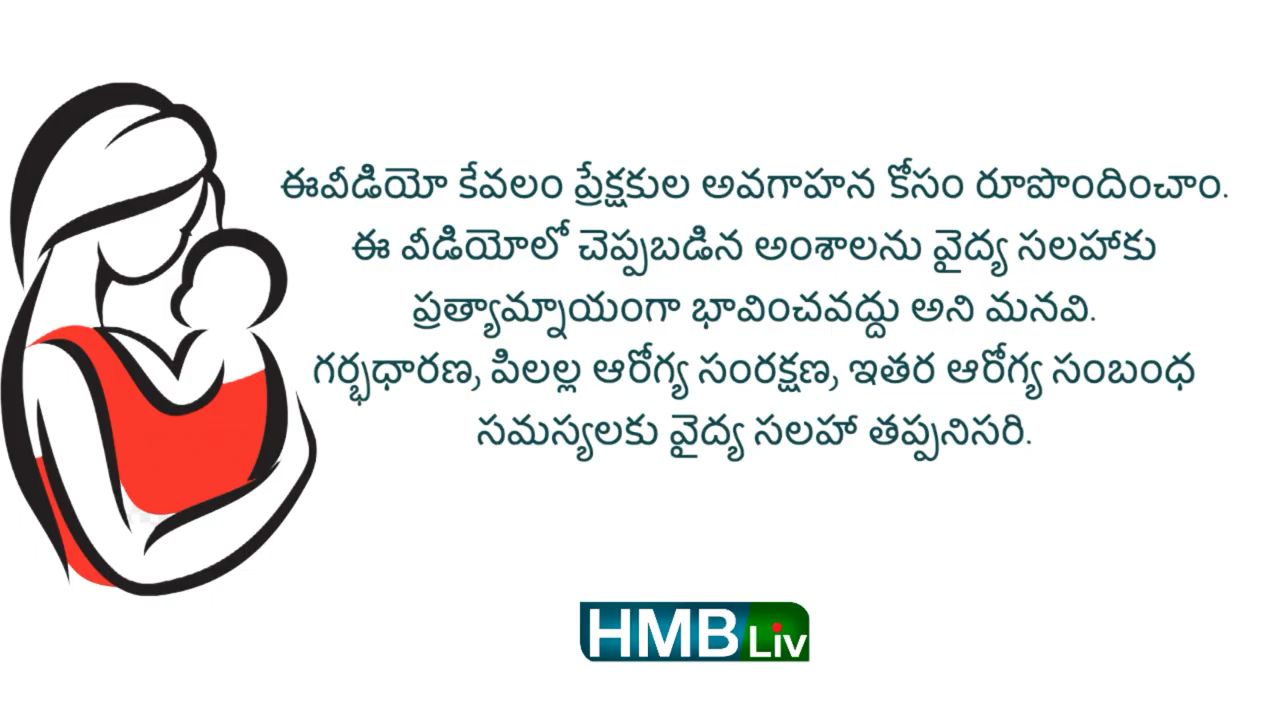 ఈవీడియో కేవలం ప్రేక్షకుల అవగాహన కోసం రూపొందించాం.
ఈ వీడియోలో చెప్పబడిన అంశాలను వైద్య సలహాకు
ప్రత్యామ్నాయంగా భావించవద్దు అని మనవి.
గర్భధారణ, పిలల్ల ఆరోగ్య సంరక్షణ, ఇతర ఆరోగ్య సంబంధ
సమస్యలకు వైద్య సలహా తప్పనిసరి.
HMB Liv